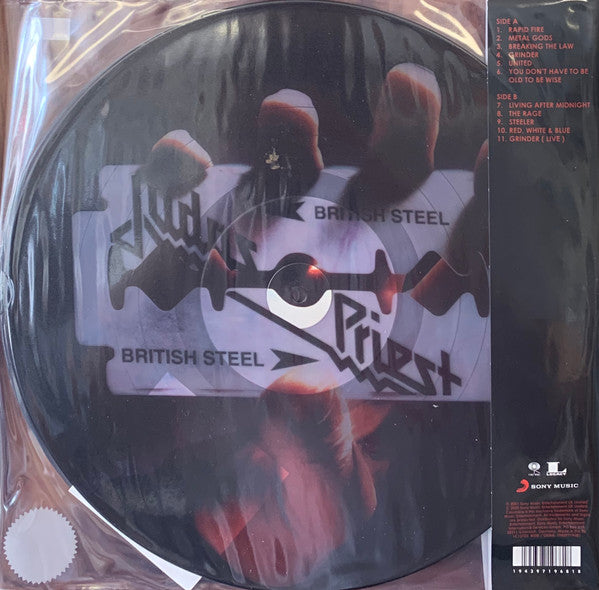 SIDE A
1. RAPID FIRE
2. METAL GODS
3. BREAKING THE LAW
4. GRINDER
5. UNITED
6. YOU DON'T HAVE TO BE
OLD TO BE WISE
SIDE B
7. LIVING AFTER MIDNIGHT
8. THE RAGE
9. STEELER
10. RED, WHITE & BLUE
11. GRINDER ( LIVE )
Judas
BRITISH STEEL
Priest
BRITISH STEEL
LEGACY
SONY MUSIC
194397196818